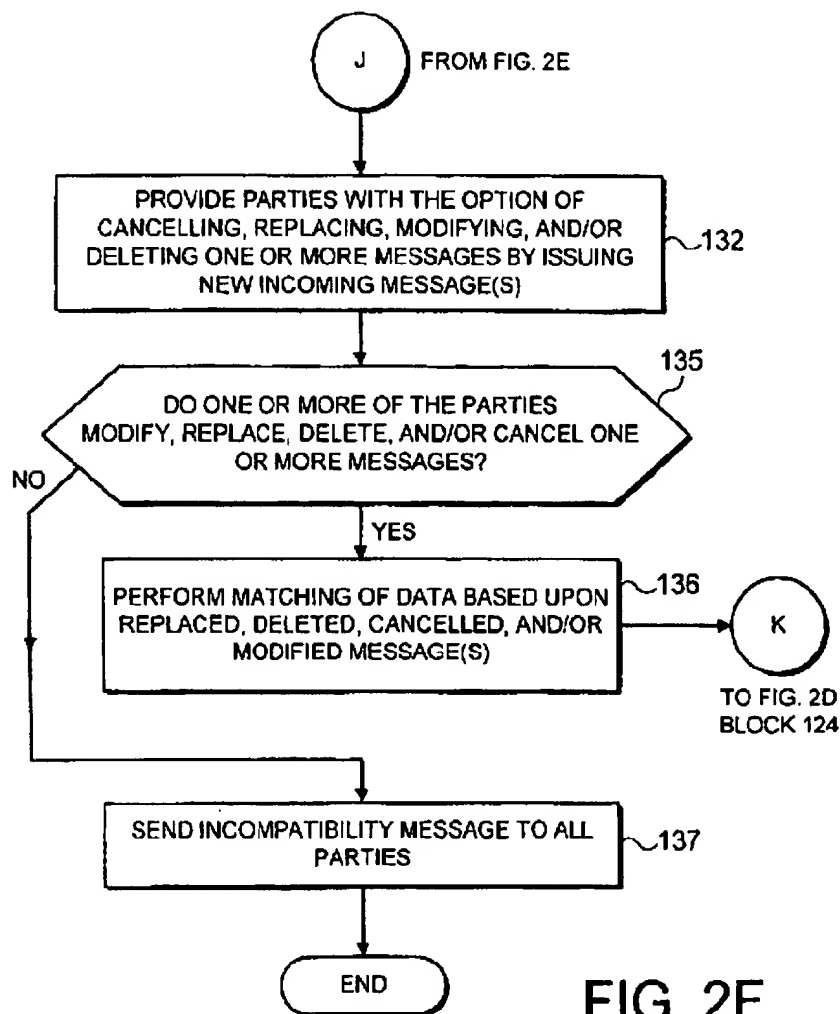 J
FROM FIG. 2E
PROVIDE PARTIES WITH THE OPTION OF
CANCELLING, REPLACING, MODIFYING, AND/OR
DELETING ONE OR MORE MESSAGES BY ISSUING
NEW INCOMING MESSAGE(S)
132
135
DO ONE OR MORE OF THE PARTIES
MODIFY, REPLACE, DELETE, AND/OR CANCEL ONE
OR MORE MESSAGES?
NO
YES
136
PERFORM MATCHING OF DATA BASED UPON
REPLACED, DELETED, CANCELLED, AND/OR
MODIFIED MESSAGE(S)
K
TO FIG. 2D
BLOCK 124
SEND INCOMPATIBILITY MESSAGE TO ALL
PARTIES
137
END
FIG. 2F